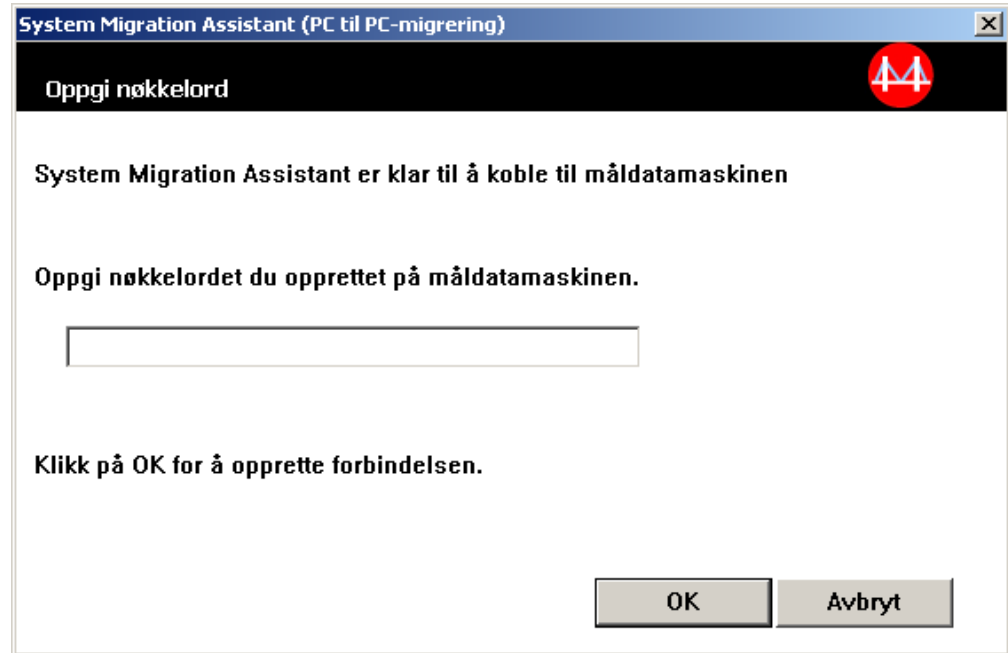 System Migration Assistant (PC til PC-migrering)
Oppgi nøkkelord
System Migration Assistant er klar til å koble til måldatamaskinen
Oppgi nøkkelordet du opprettet på måldatamaskinen.
Klikk på OK for å opprette forbindelsen.
OK
Avbryt